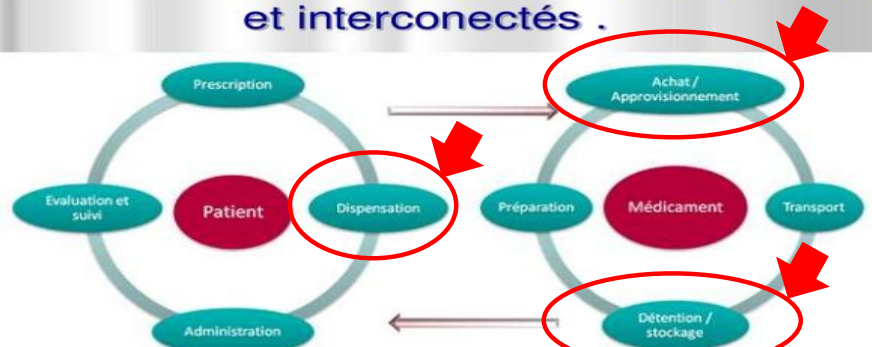 et interconectés .
Prescription
Evaluation et
suivi
Patient
Dispensation
Administration
Achat /
Approvisionnement
Préparation
Médicament
Transport
Détention /
stockage